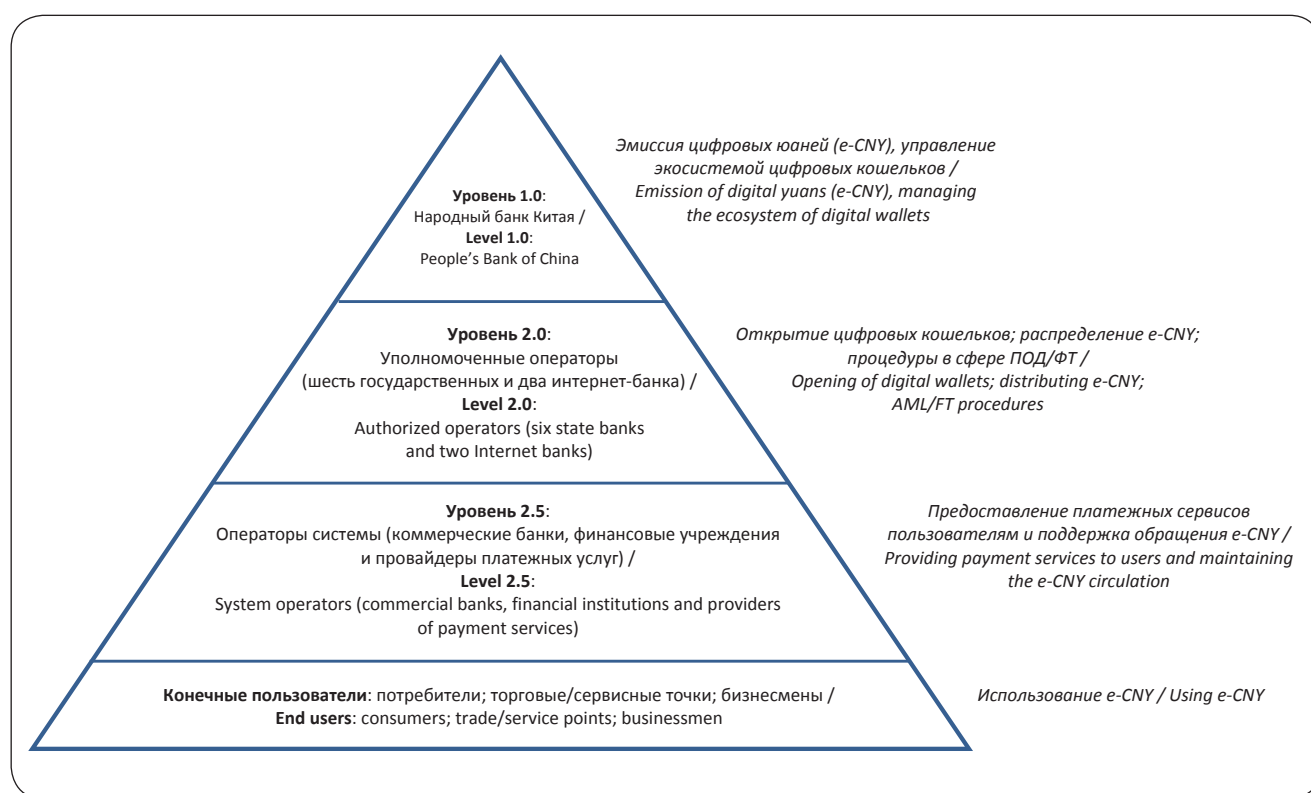 Эмиссия цифровых юаней (e-CNY), управление
экосистемой цифровых кошельков /
Emission of digital yuans (e-CNY), managing
the ecosystem of digital wallets
Уровень 1.0:
Народный банк Китая /
Level 1.0:
People’s Bank of China
Уровень 2.0:
Уполномоченные операторы
(шесть государственных и два интернет-банка) /
Level 2.0:
Authorized operators (six state banks
and two Internet banks)
Открытие цифровых кошельков; распределение e-CNY;
процедуры в сфере ПОД/ФТ /
Opening of digital wallets; distributing e-CNY;
AML/FT procedures
Уровень 2.5:
Операторы системы (коммерческие банки, финансовые учреждения
и провайдеры платежных услуг) /
Level 2.5:
System operators (commercial banks, financial institutions and providers
of payment services)
Предоставление платежных сервисов
пользователям и поддержка обращения e-CNY /
Providing payment services to users and maintaining
the e-CNY circulation
Конечные пользователи: потребители; торговые/сервисные точки; бизнесмены /
End users: consumers; trade/service points; businessmen
Использование e-CNY / Using e-CNY